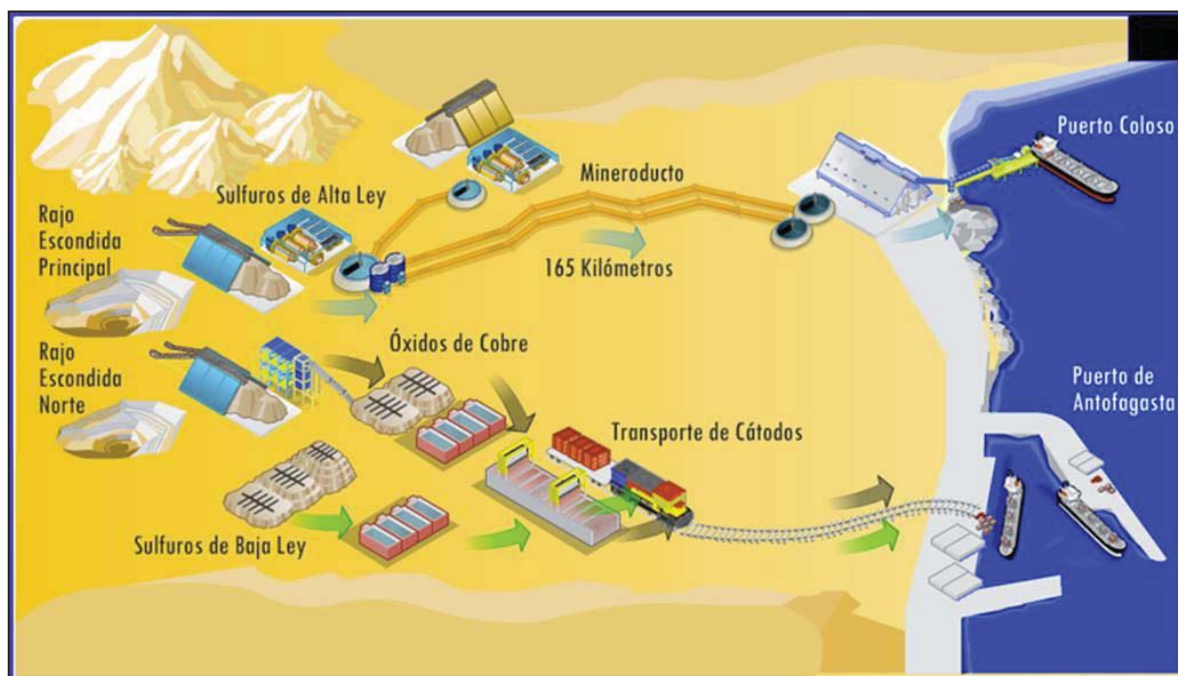 Puerto Coloso
Mineroducto
Sulfuros de Alta Ley
Rajo
Escondida
Principal
165 Kilómetros
Óxidos de Cobre
Rajo
Escondida
Norte
Puerto de
Antofagasta
Transporte de Cátodos
Sulfuros de Baja Ley